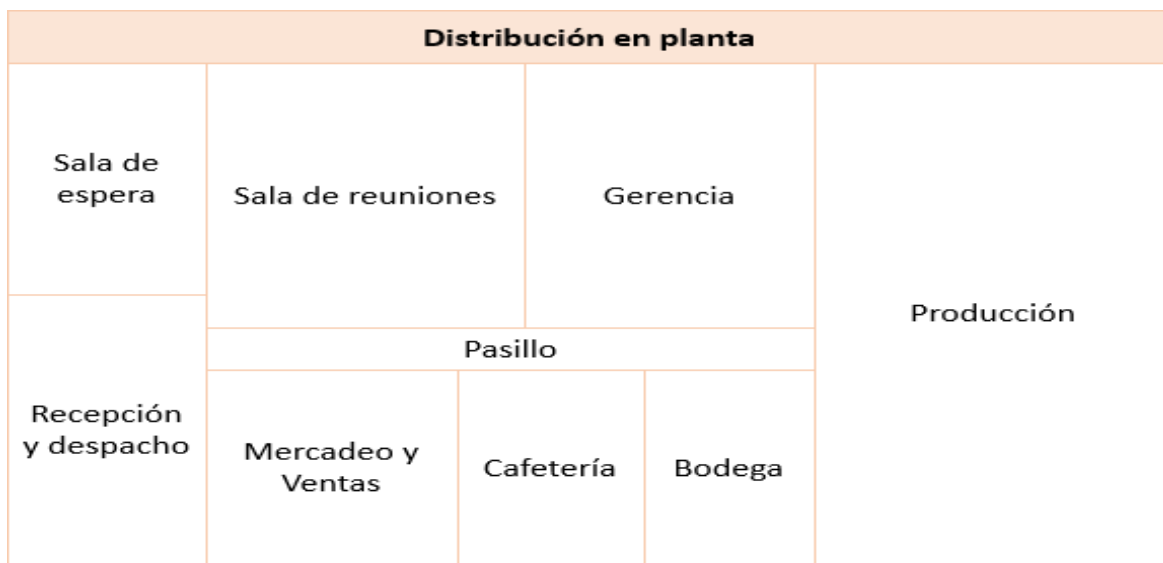 Distribución en planta
Sala de
espera
Sala de reuniones
Gerencia
Producción
Pasillo
Recepción
y despacho
Mercadeo y
Ventas
Cafetería
Bodega